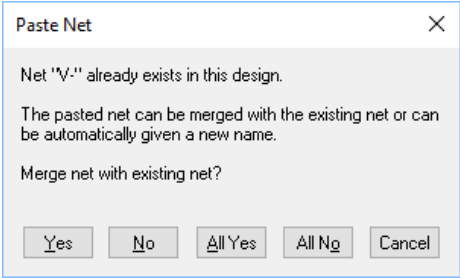 Paste Net
Net "V-" already exists in this design.
The pasted net can be merged with the existing net or can
be automatically given a new name.
Merge net with existing net?
Yes No All Yes All No Cancel